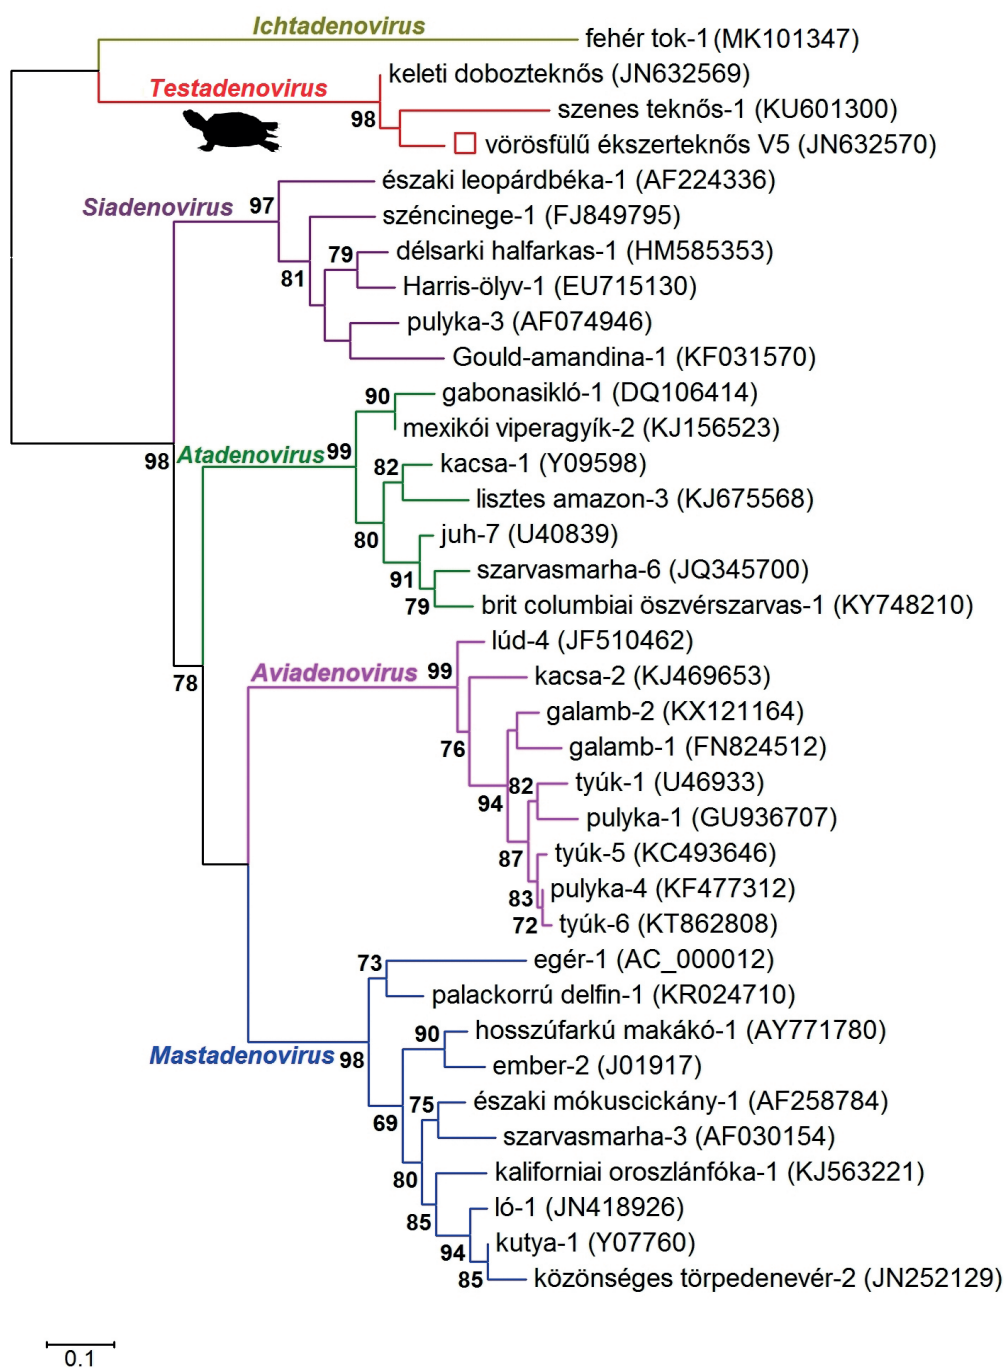 Ichtadenovirus
fehér tok-1 (MK101347)
keleti dobozteknős (JN632569)
Testadenovirus
szenes teknős-1 (KU601300)
98
vörösfülű ékszerteknős V5 (JN632570)
északi leopárdbéka-1 (AF224336)
Siadenovirus
97
széncinege-1 (FJ849795)
79
délsarki halfarkas-1 (HM585353)
81
Harris-ölyv-1 (EU715130)
pulyka-3 (AF074946)
Gould-amandina-1 (KF031570)
90
gabonasikló-1 (DQ106414)
mexikói viperagyík-2 (KJ156523)
98
Atadenovirus
99
82
kacsa-1 (Y09598)
lisztes amazon-3 (KJ675568)
80
juh-7 (U40839)
91
szarvasmarha-6 (JQ345700)
79
brit columbiai öszvérszarvas-1 (KY748210)
lúd-4 (JF510462)
78
Aviadenovirus
99
kacsa-2 (KJ469653)
galamb-2 (KX121164)
76
galamb-1 (FN824512)
82
tyúk-1 (U46933)
94
pulyka-1 (GU936707)
87
tyúk-5 (KC493646)
83
pulyka-4 (KF477312)
72
tyúk-6 (KT862808)
73
egér-1 (AC_000012)
palackorrú delfin-1 (KR024710)
90
hosszúfarkú makákó-1 (AY771780)
Mastadenovirus
98
ember-2 (J01917)
75
északi mókuscickány-1 (AF258784)
69
szarvasmarha-3 (AF030154)
80
kaliforniai oroszlánfóka-1 (KJ563221)
85
ló-1 (JN418926)
94
kutya-1 (Y07760)
85
közönséges törpedenevér-2 (JN252129)
0.1